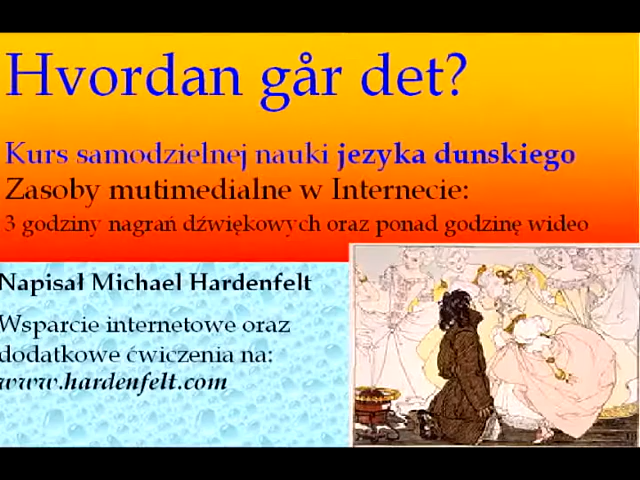 Hvordan går det?
Kurs samodzielnej nauki jezyka dunskiego
Zasoby mutimedialne w Internecie:
3 godziny nagrań dźwiękowych oraz ponad godzinę wideo
Napisał Michael Hardenfelt
Wsparcie internetowe oraz
dodatkowe ćwiczenia na:
www.hardenfelt.com